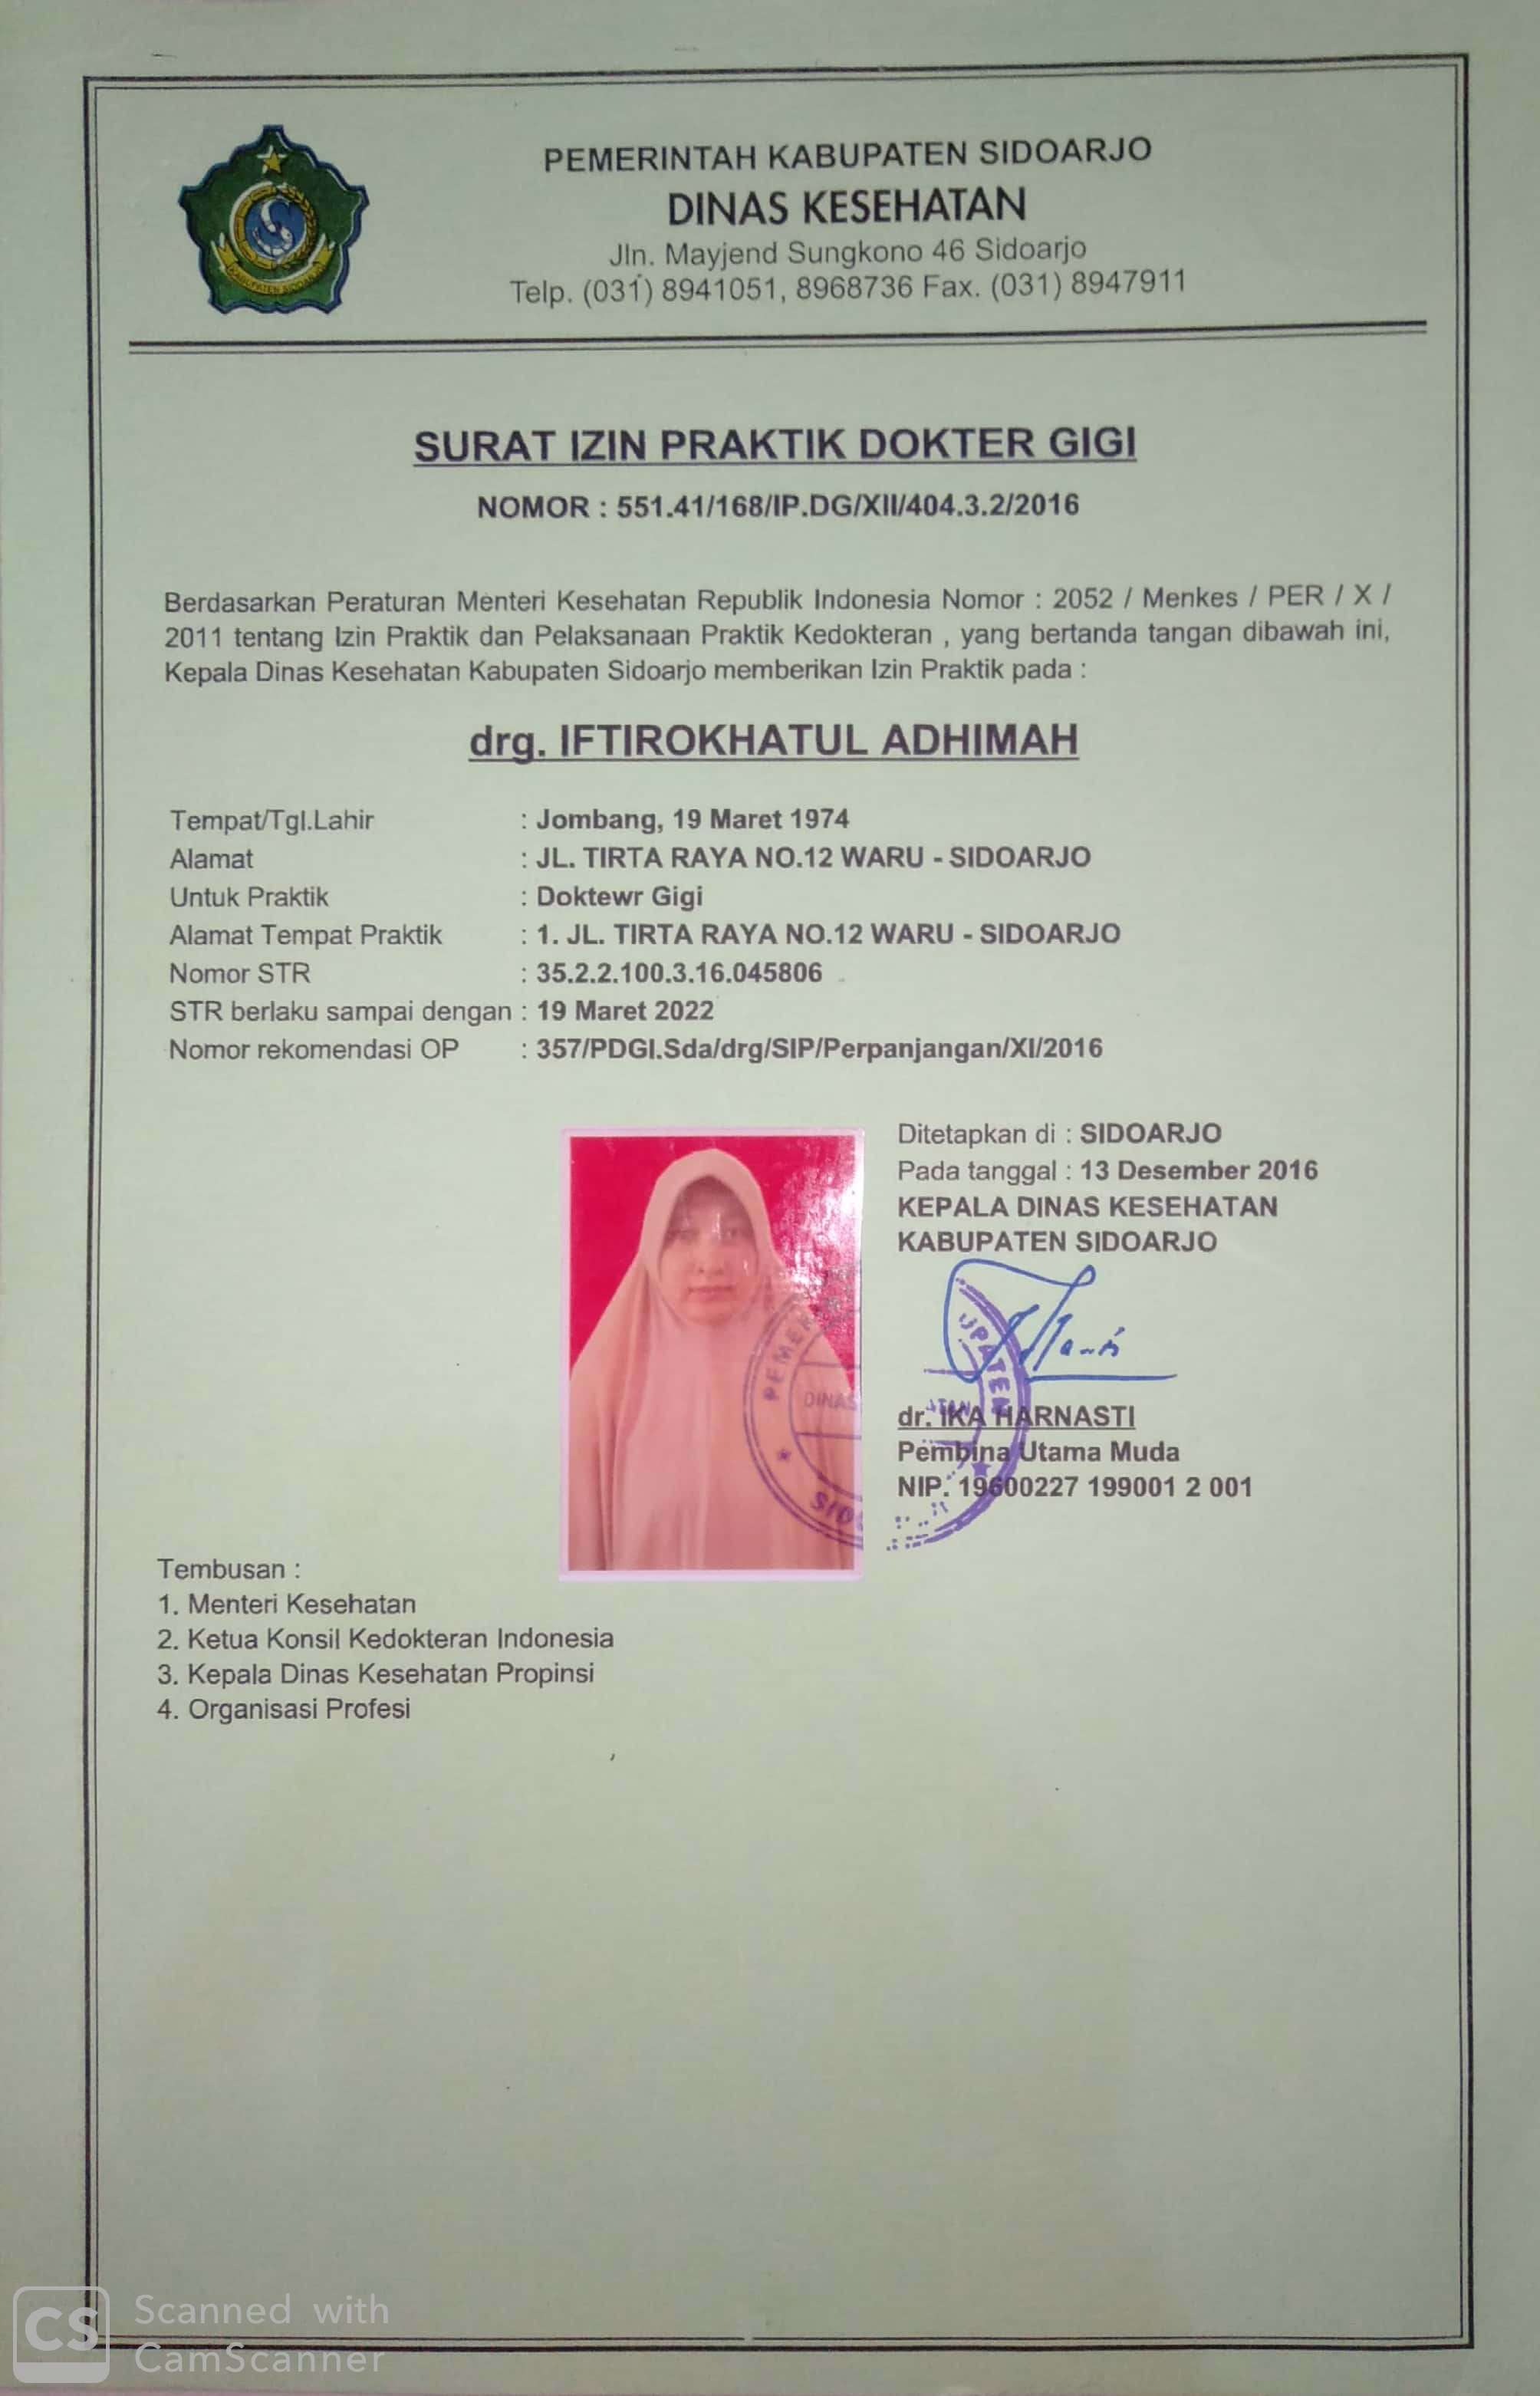 PEMERINTAH KABUPATEN SIDOARJO
DINAS KESEHATAN
Jln. Mayjend Sungkono 46 Sidoarjo
Telp. (031) 8941051, 8968736 Fax. (031) 8947911
KABUPATEN SIDOARJO
SURAT IZIN PRAKTIK DOKTER GIGI
NOMOR : 551.41/168/IP.DG/XII/404.3.2/2016
Berdasarkan Peraturan Menteri Kesehatan Republik Indonesia Nomor : 2052 / Menkes / PER / X /
2011 tentang Izin Praktik dan Pelaksanaan Praktik Kedokteran , yang bertanda tangan dibawah ini,
Kepala Dinas Kesehatan Kabupaten Sidoarjo memberikan Izin Praktik pada :
drg. IFTIROKHATUL ADHIMAH
Tempat/Tgl.Lahir : Jombang, 19 Maret 1974
Alamat : JL. TIRTA RAYA NO.12 WARU - SIDOARJO
Untuk Praktik : Doktewr Gigi
Alamat Tempat Praktik : 1. JL. TIRTA RAYA NO.12 WARU - SIDOARJO
Nomor STR : 35.2.2.100.3.16.045806
STR berlaku sampai dengan : 19 Maret 2022
Nomor rekomendasi OP : 357/PDGI.Sda/drg/SIP/Perpanjangan/XI/2016
Ditetapkan di : SIDOARJO
Pada tanggal : 13 Desember 2016
KEPALA DINAS KESEHATAN
KABUPATEN SIDOARJO
PEMER
DINAS
SIDO
UPATEN
dr. IKA HARNASTI
Pembina Utama Muda
NIP. 19600227 199001 2 001
Tembusan :
1. Menteri Kesehatan
2. Ketua Konsil Kedokteran Indonesia
3. Kepala Dinas Kesehatan Propinsi
4. Organisasi Profesi
CS
Scanned with
CamScanner